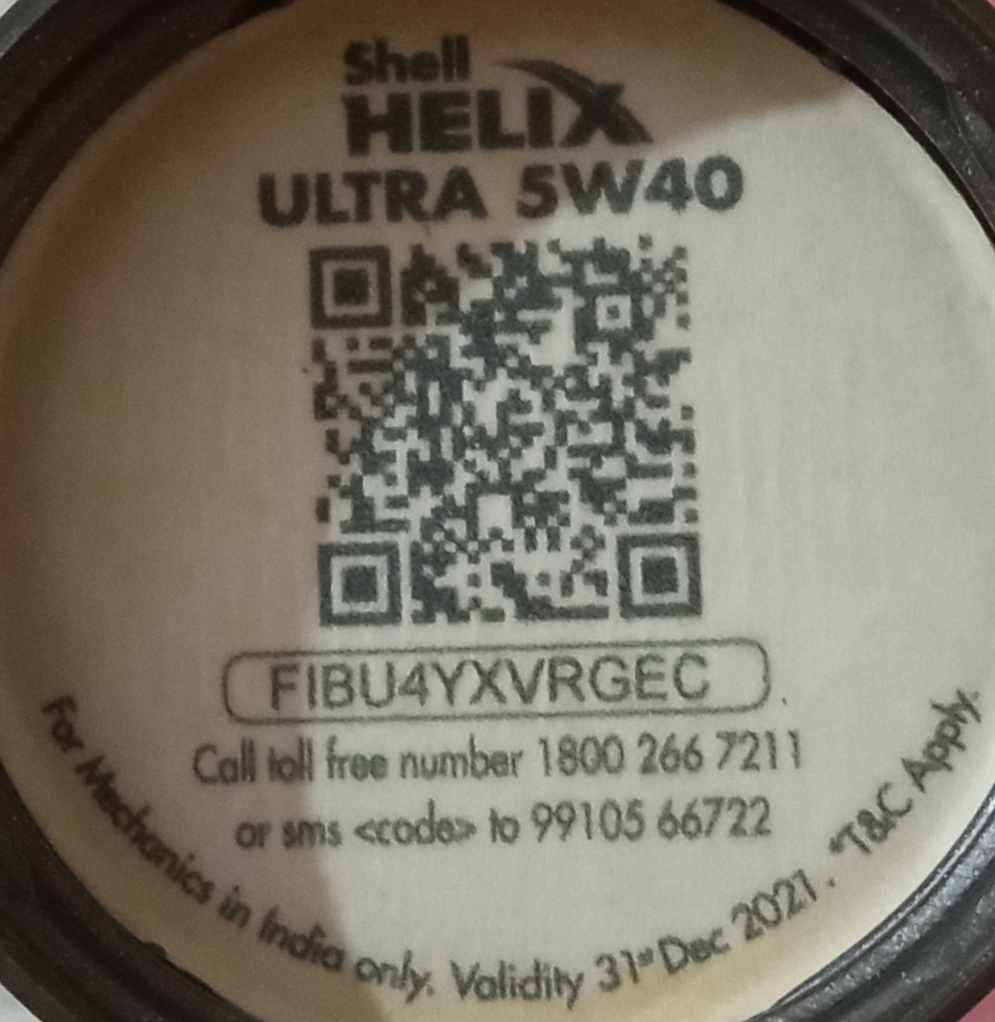 Shell
HELIX
ULTRA 5W40
FIBU4YXVRGEC
Call toll free number 1800 266 7211
or sms <code> to 99105 66722
For Mechanics in India only. Validity 31st Dec 2021. *T&C Apply.